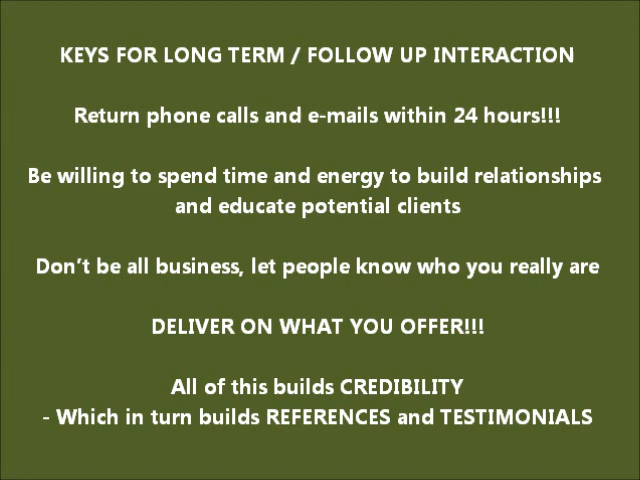 KEYS FOR LONG TERM / FOLLOW UP INTERACTION
Return phone calls and e-mails within 24 hours!!!
Be willing to spend time and energy to build relationships
and educate potential clients
Don’t be all business, let people know who you really are
DELIVER ON WHAT YOU OFFER!!!
All of this builds CREDIBILITY
- Which in turn builds REFERENCES and TESTIMONIALS